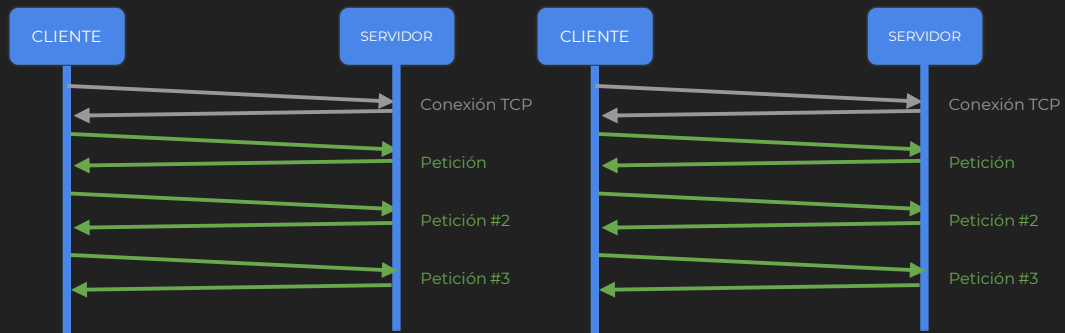 CLIENTE
SERVIDOR
Conexión TCP
Petición
Petición #2
Petición #3
CLIENTE
SERVIDOR
Conexión TCP
Petición
Petición #2
Petición #3